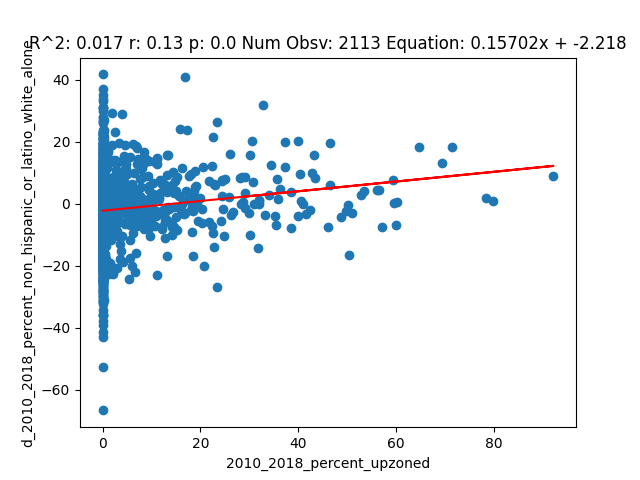 R^2: 0.017 r: 0.13 p: 0.0 Num Obsv: 2113 Equation: 0.15702x + -2.218
d_2010_2018_percent_non_hispanic_or_latino_white_alone
40
20
0
−20
−40
−60
0 20 40 60 80
2010_2018_percent_upzoned